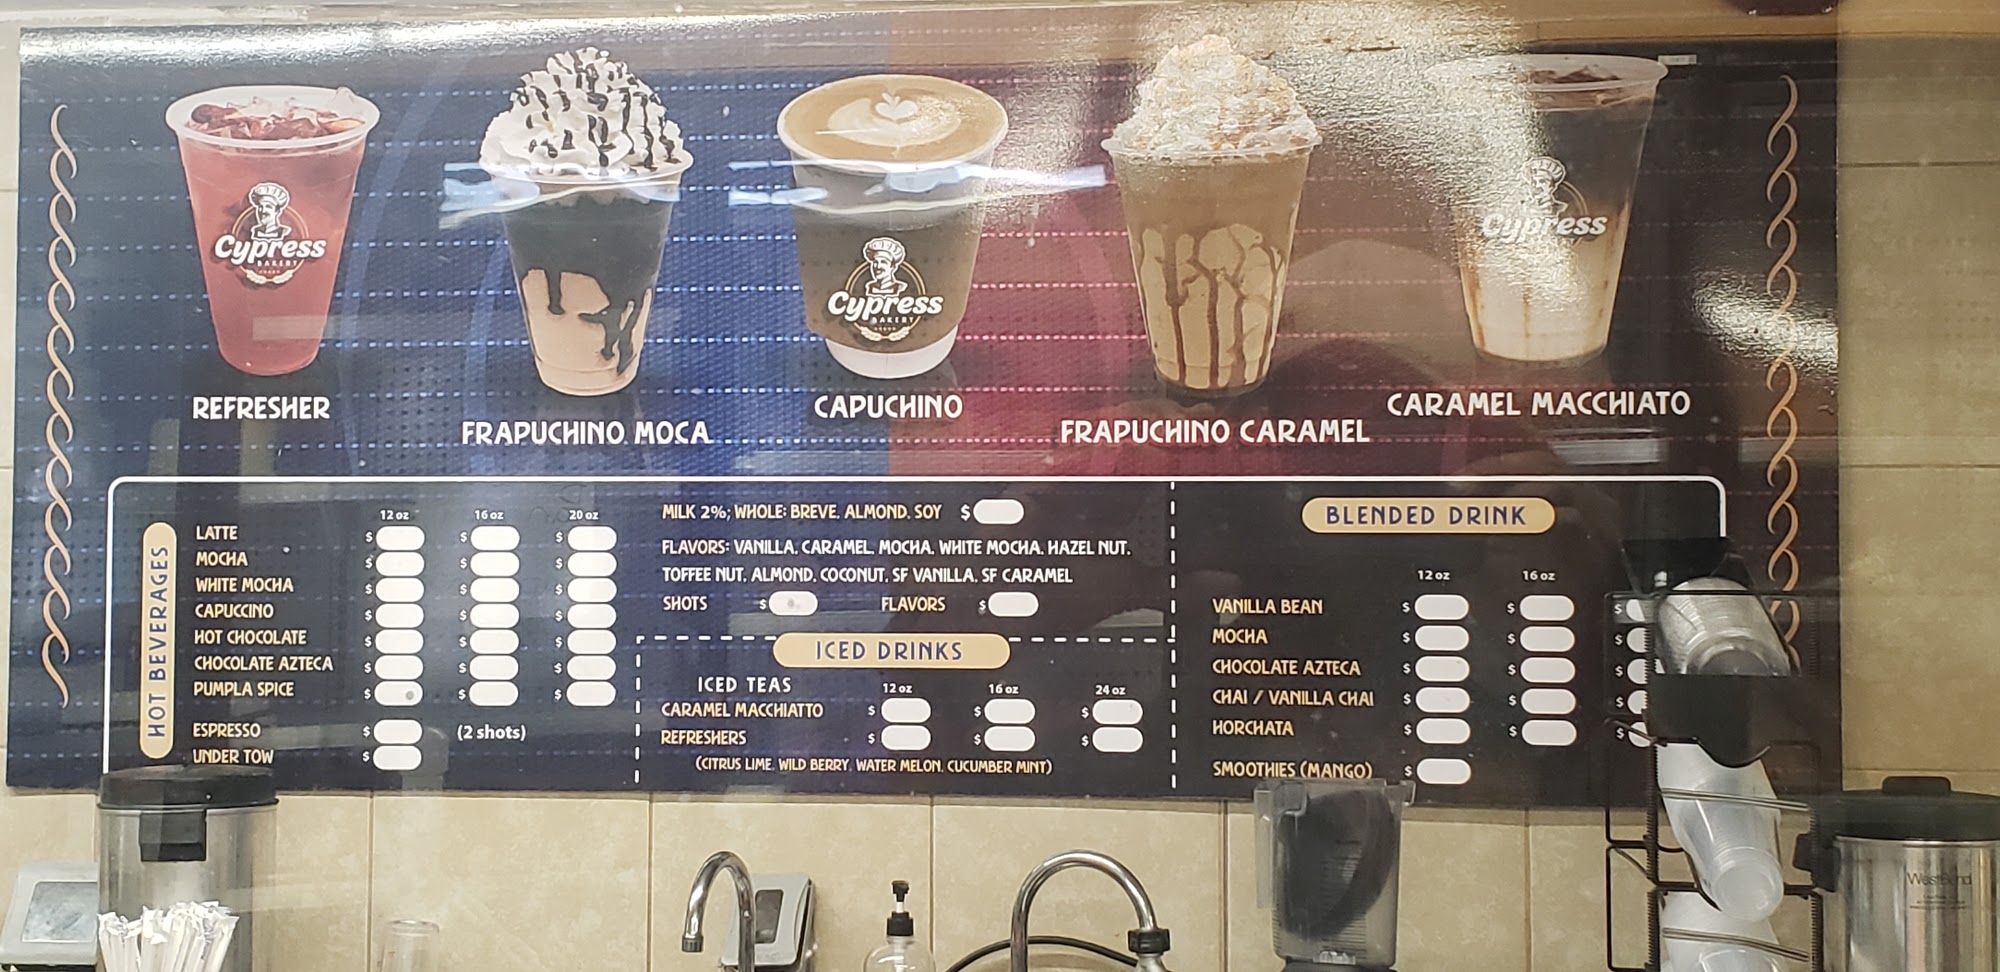 Cypress
BAKERY
Cypress
BAKERY
Cypress
REFRESHER
FRAPUCHINO MOCA
CAPUCHINO
FRAPUCHINO CARAMEL
CARAMEL MACCHIATO
HOT BEVERAGES
12 oz 16 oz 20 oz
LATTE $ $ $
MOCHA $ $ $
WHITE MOCHA $ $ $
CAPUCCINO $ $ $
HOT CHOCOLATE $ $ $
CHOCOLATE AZTECA $ $ $
PUMPLA SPICE $ $ $
ESPRESSO $ (2 shots)
UNDER TOW $
MILK 2%; WHOLE: BREVE, ALMOND, SOY $
FLAVORS: VANILLA, CARAMEL, MOCHA, WHITE MOCHA, HAZEL NUT,
TOFFEE NUT, ALMOND, COCONUT, SF VANILLA, SF CARAMEL
SHOTS $ FLAVORS $
ICED DRINKS
ICED TEAS 12 oz 16 oz 24 oz
CARAMEL MACCHIATTO $ $ $
REFRESHERS $ $ $
(CITRUS LIME, WILD BERRY, WATER MELON, CUCUMBER MINT)
BLENDED DRINK
12 oz 16 oz
VANILLA BEAN $ $ $
MOCHA $ $ $
CHOCOLATE AZTECA $ $ $
CHAI / VANILLA CHAI $ $ $
HORCHATA $ $ $
SMOOTHIES (MANGO) $
WestBend